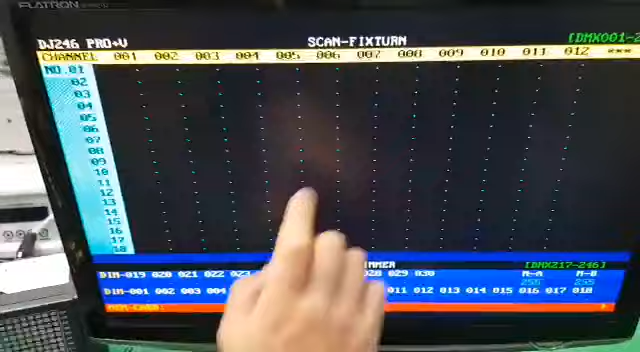 FLATRON
DJ246 PRO+V SCAN-FIXTURN [DMX001-2
CHANNEL 001 002 003 004 005 006 007 008 009 010 011 012 ***
NO.01
02
03
04
05
06
07
08
09
10
11
12
13
14
15
16
17
18
MMER [DMX217-246]
DIM-019 020 021 022 023 028 029 030 M-A M-B
255 255
DIM-001 002 003 004 011 012 013 014 015 016 017 018